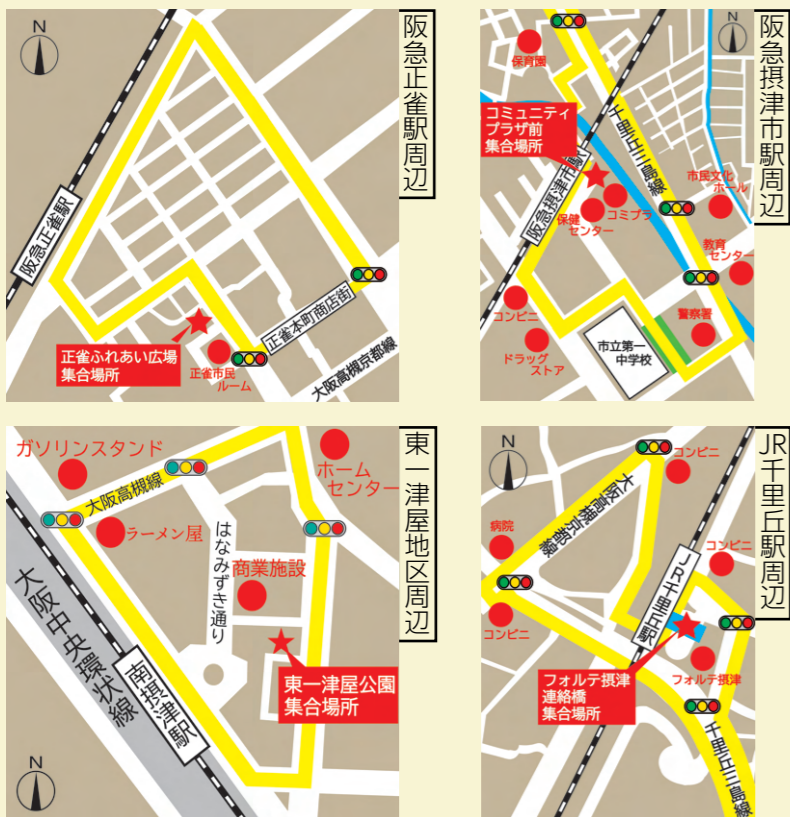 阪急正雀駅周辺
N
阪急正雀駅
正雀ふれあい広場
集合場所
正雀市民
ルーム
正雀本町商店街
大阪高槻京都線
阪急摂津市駅周辺
N
保育園
コミュニティ
プラザ前
集合場所
千里丘三島線
阪急摂津市駅
市民文化
ホール
コミプラ
保健
センター
教育
センター
コンビニ
警察署
ドラッグ
ストア
市立第一
中学校
東一津屋地区周辺
ガソリンスタンド
ホーム
センター
大阪高槻線
ラーメン屋
はなみずき通り
商業施設
大阪中央環状線
南摂津駅
東一津屋公園
集合場所
N
JR千里丘駅周辺
N
コンビニ
大阪高槻京都線
病院
コンビニ
JR千里丘駅
コンビニ
フォルテ摂津
フォルテ摂津
連絡橋
集合場所
千里丘三島線